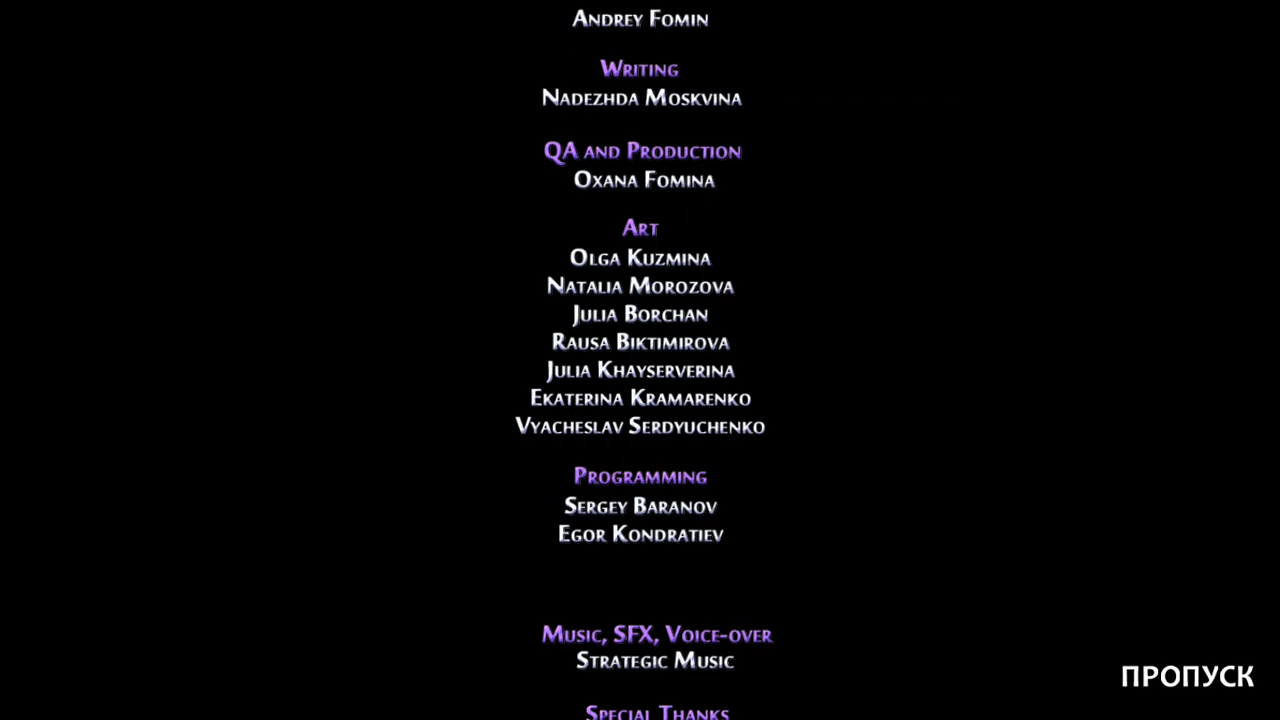 Andrey Fomin
Writing
Nadezhda Moskvina
QA and Production
Oxana Fomina
Art
Olga Kuzmina
Natalia Morozova
Julia Borchan
Rausa Biktimirova
Julia Khayserverina
Ekaterina Kramarenko
Vyacheslav Serdyuchenko
Programming
Sergey Baranov
Egor Kondratiev
Music, SFX, Voice-over
Strategic Music
ПРОПУСК
Special Thanks